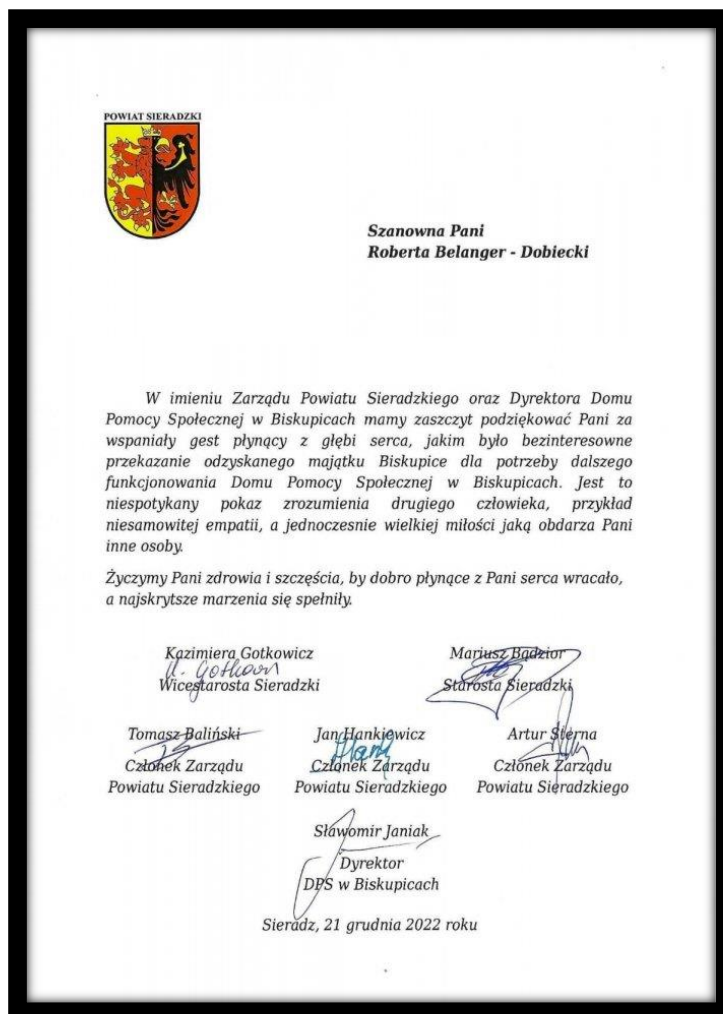 POWIAT SIERADZKI
Szanowna Pani
Roberta Belanger - Dobiecki
W imieniu Zarządu Powiatu Sieradzkiego oraz Dyrektora Domu
Pomocy Społecznej w Biskupicach mamy zaszczyt podziękować Pani za
wspaniały gest płynący z głębi serca, jakim było bezinteresowne
przekazanie odzyskanego majątku Biskupice dla potrzeby dalszego
funkcjonowania Domu Pomocy Społecznej w Biskupicach. Jest to
niespotykany pokaz zrozumienia drugiego człowieka, przykład
niesamowitej empatii, a jednocześnie wielkiej miłości jaką obdarza Pani
inne osoby.
Życzymy Pani zdrowia i szczęścia, by dobro płynące z Pani serca wracało,
a najskrytsze marzenia się spełniły.
Kazimiera Gotkowicz
Wicestarosta Sieradzki
Mariusz Bądzior
Starosta Sieradzki
Tomasz Baliński
Członek Zarządu
Powiatu Sieradzkiego
Jan Hankiewicz
Członek Zarządu
Powiatu Sieradzkiego
Artur Sterna
Członek Zarządu
Powiatu Sieradzkiego
Sławomir Janiak
Dyrektor
DPS w Biskupicach
Sieradz, 21 grudnia 2022 roku